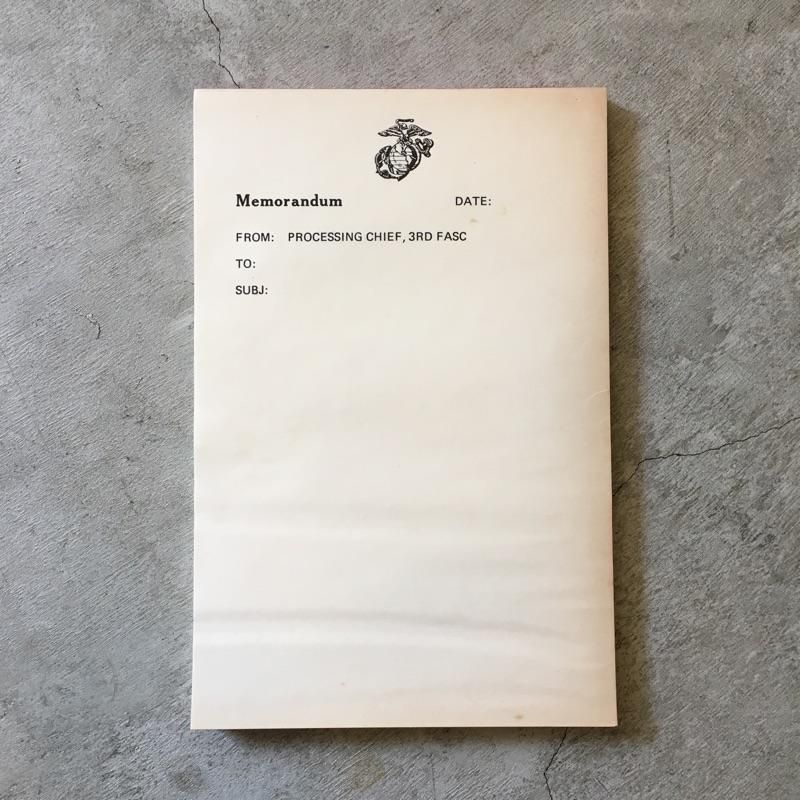 Memorandum DATE:
FROM: PROCESSING CHIEF, 3RD FASC
TO:
SUBJ: